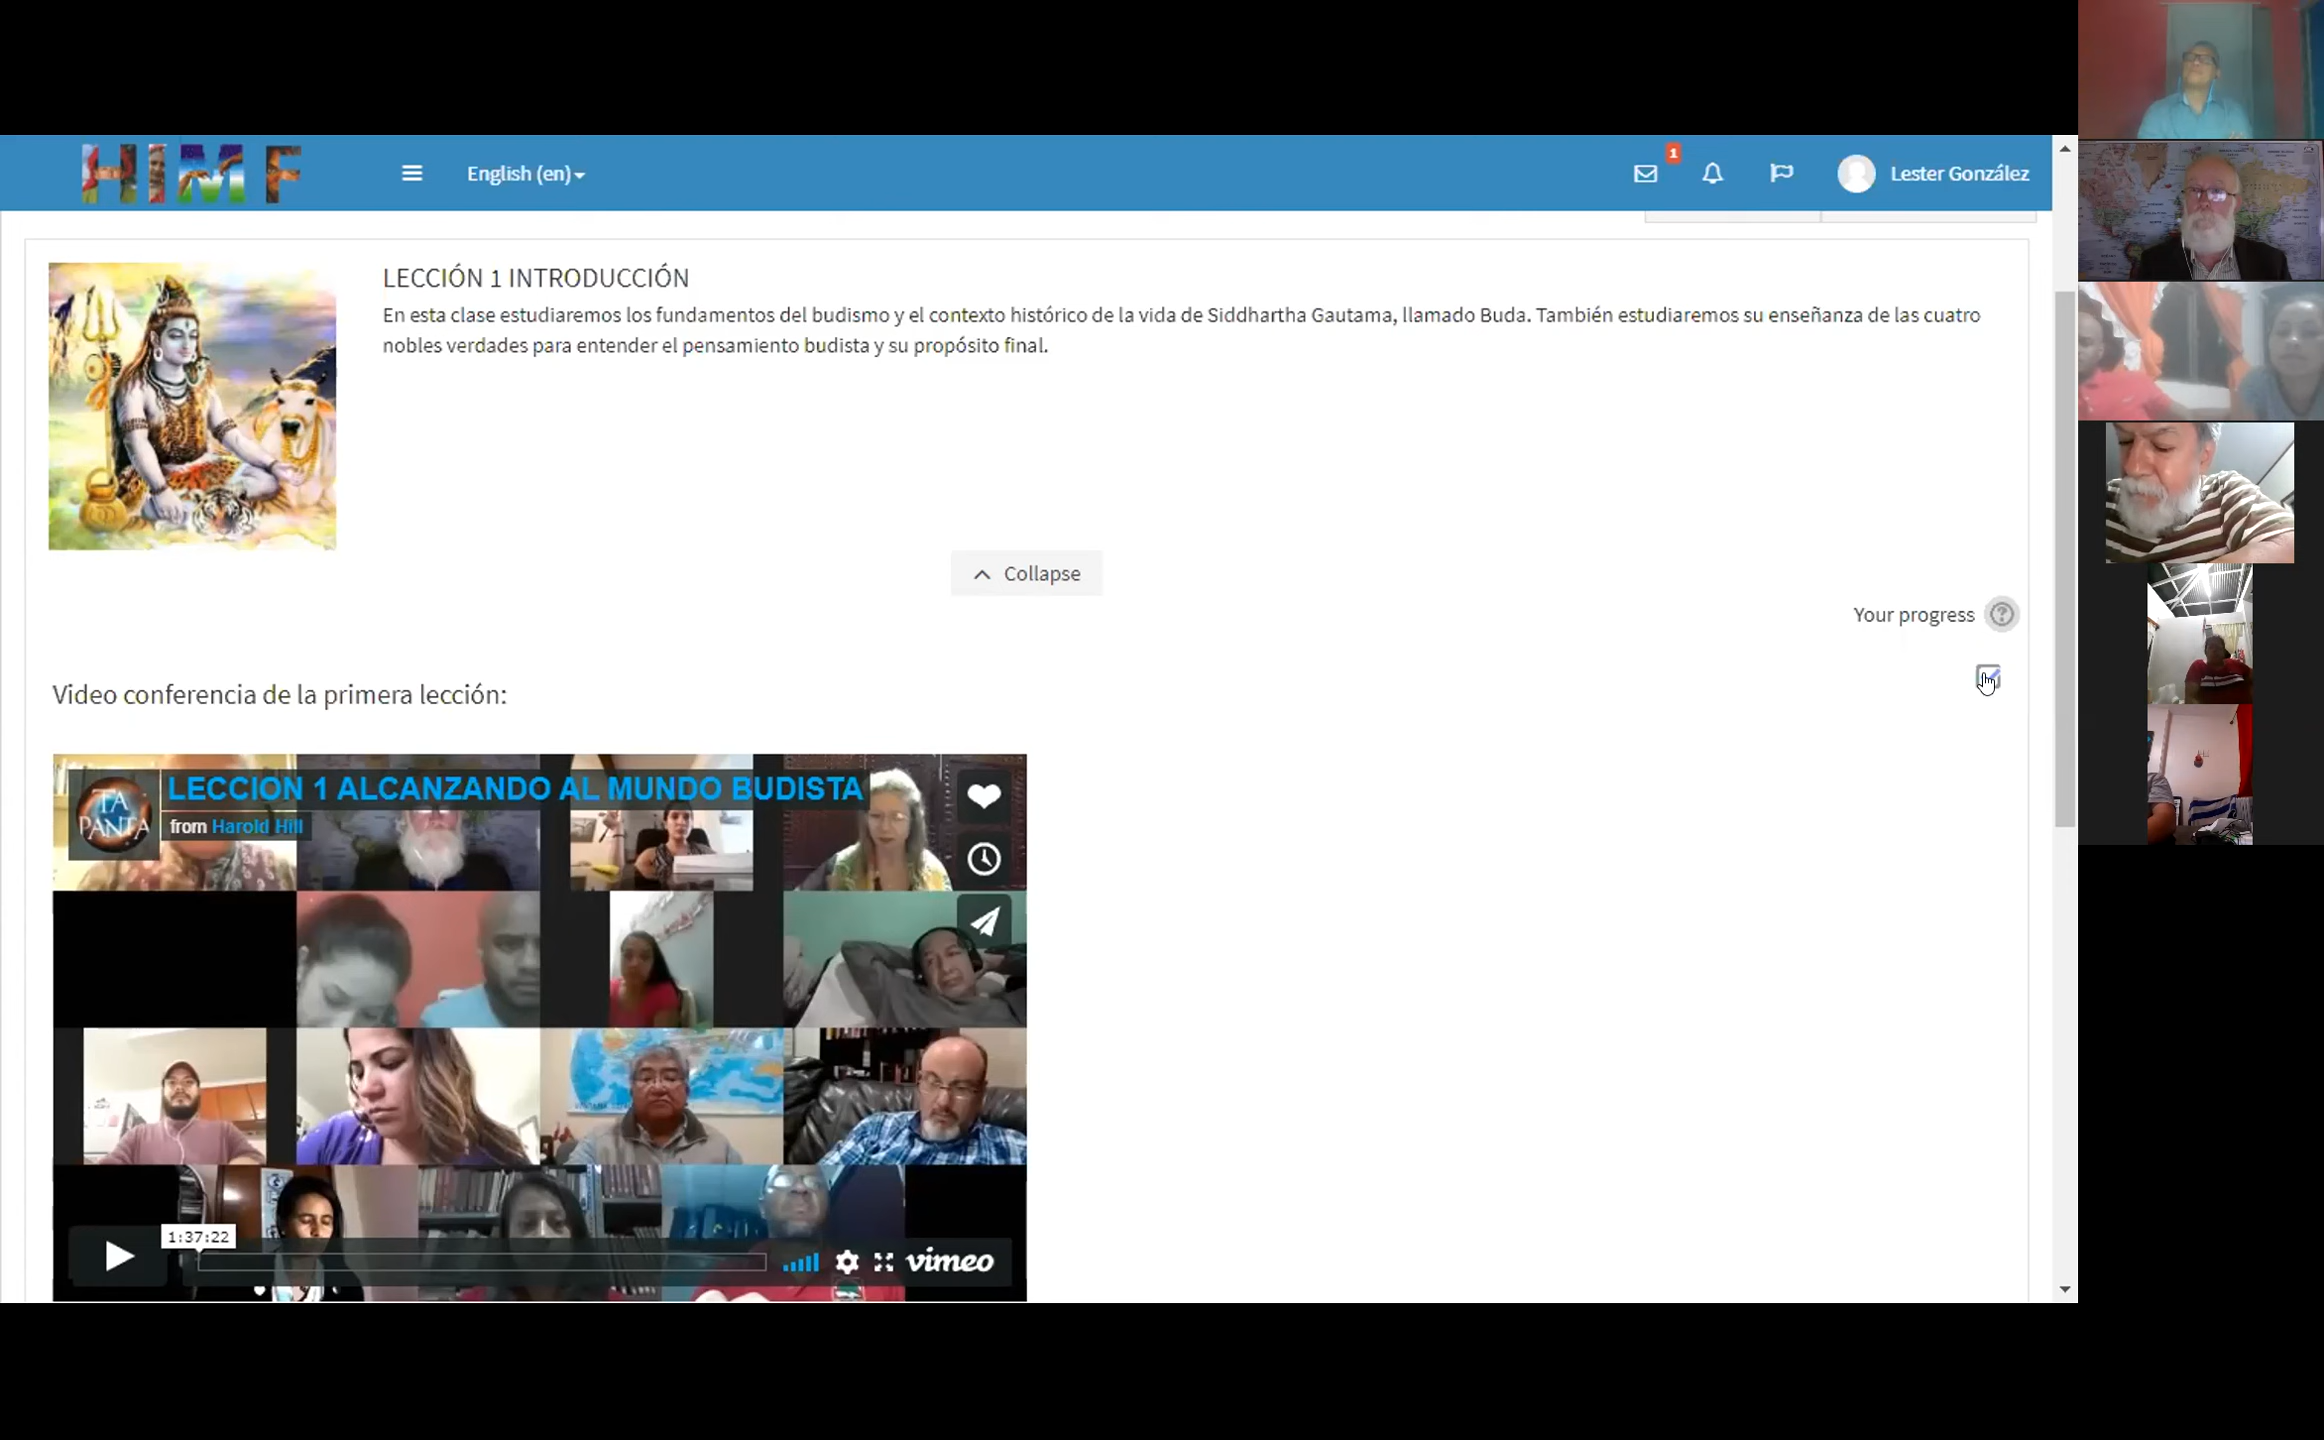 HIMF
English (en)
1
Lester González
LECCIÓN 1 INTRODUCCIÓN
En esta clase estudiaremos los fundamentos del budismo y el contexto histórico de la vida de Siddhartha Gautama, llamado Buda. También estudiaremos su enseñanza de las cuatro
nobles verdades para entender el pensamiento budista y su propósito final.
Collapse
Your progress
Video conferencia de la primera lección:
TA
PANTA
LECCION 1 ALCANZANDO AL MUNDO BUDISTA
from Harold Hill
1:37:22
vimeo